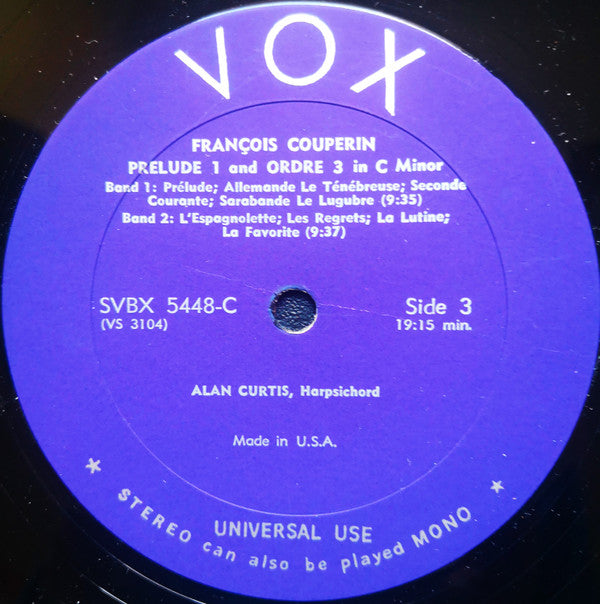 VOX
FRANÇOIS COUPERIN
PRELUDE 1 and ORDRE 3 in C Minor
Band 1: Prélude; Allemande Le Ténébreuse; Seconde
Courante; Sarabande Le Lugubre (9:35)
Band 2: L'Espagnolette; Les Regrets; La Lutine;
La Favorite (9:37)
SVBX 5448-C
(VS 3104)
Side 3
19:15 min.
ALAN CURTIS, Harpsichord
Made in U.S.A.
UNIVERSAL USE
★ STEREO can also be played MONO ★